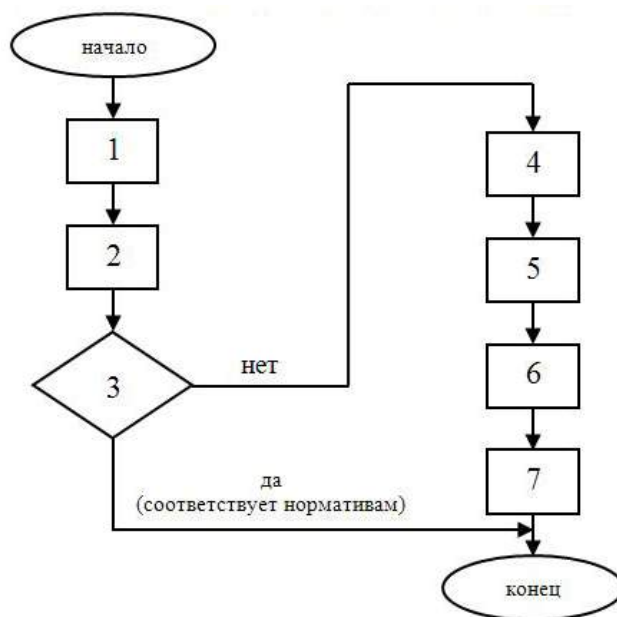 начало
1
2
3
нет
да
(соответствует нормативам)
4
5
6
7
конец